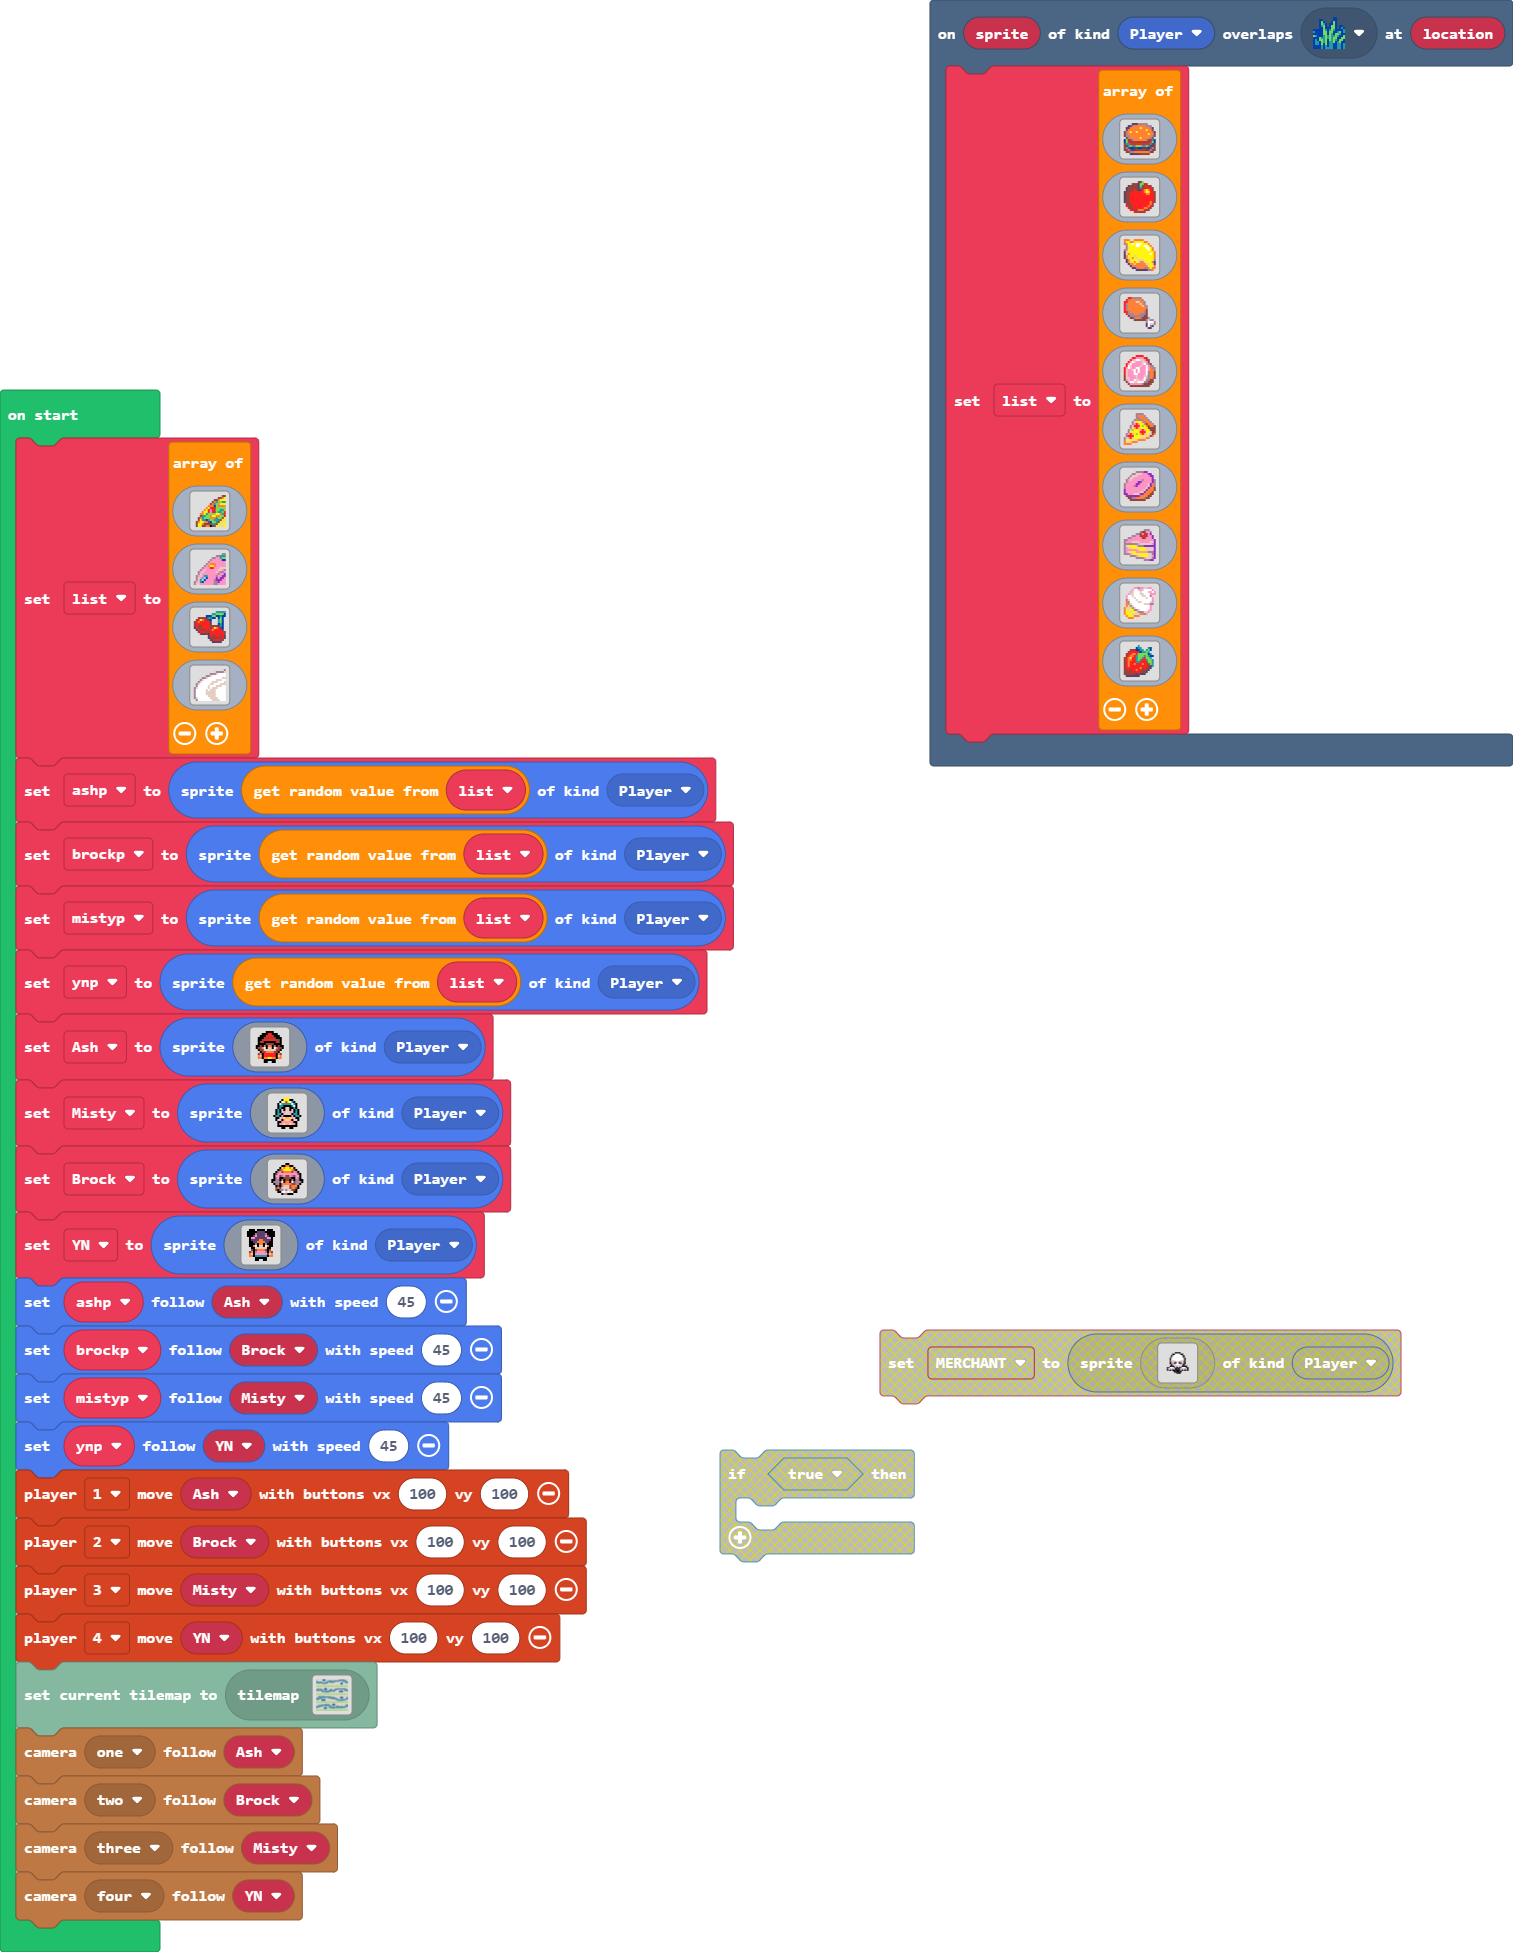 on sprite of kind Player overlaps at location
array of
set list to
on start
array of
set list to
set ashp to sprite get random value from list of kind Player
set brockp to sprite get random value from list of kind Player
set mistyp to sprite get random value from list of kind Player
set ynp to sprite get random value from list of kind Player
set Ash to sprite of kind Player
set Misty to sprite of kind Player
set Brock to sprite of kind Player
set YN to sprite of kind Player
set ashp follow Ash with speed 45
set brockp follow Brock with speed 45
set mistyp follow Misty with speed 45
set ynp follow YN with speed 45
player 1 move Ash with buttons vx 100 vy 100
player 2 move Brock with buttons vx 100 vy 100
player 3 move Misty with buttons vx 100 vy 100
player 4 move YN with buttons vx 100 vy 100
set current tilemap to tilemap
camera one follow Ash
camera two follow Brock
camera three follow Misty
camera four follow YN
set MERCHANT to sprite of kind Player
if true then